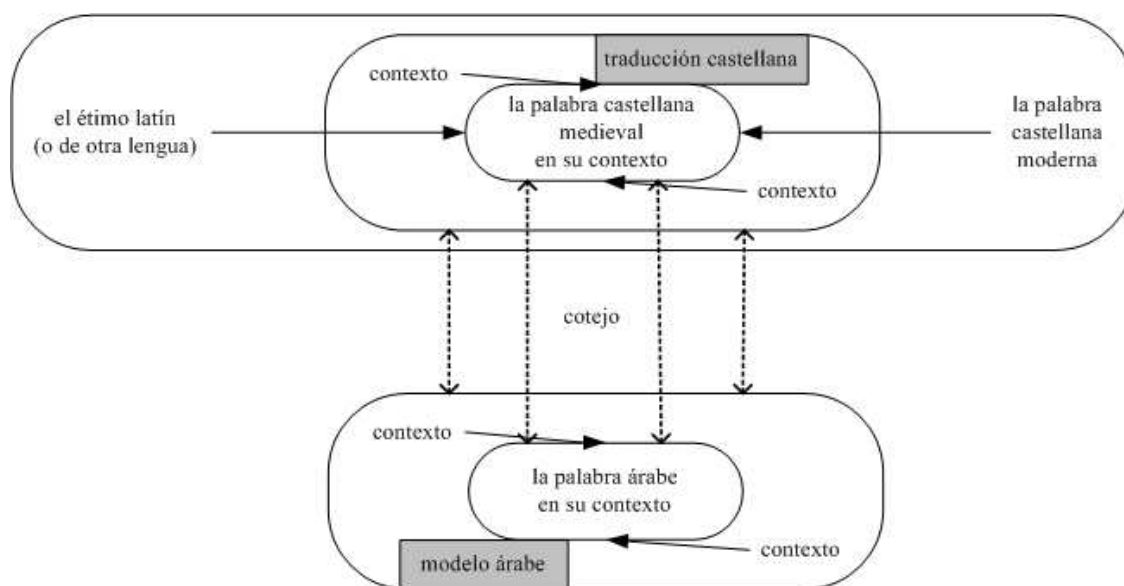 traducción castellana
contexto
el étimo latín
(o de otra lengua)
la palabra castellana
medieval
en su contexto
la palabra
castellana
moderna
contexto
cotejo
contexto
la palabra árabe
en su contexto
contexto
modelo árabe